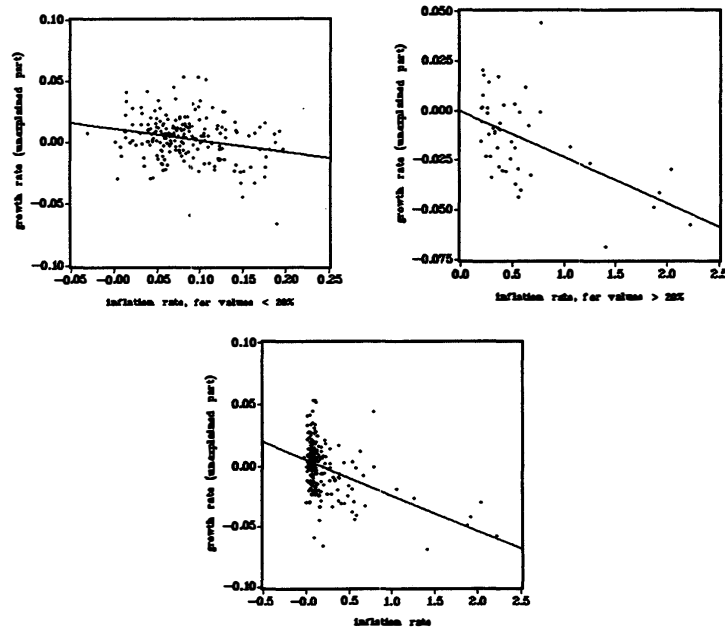 0.10
0.05
0.00
−0.05
−0.10
growth rate (unexplained part)
−0.05 −0.00 0.05 0.10 0.15 0.20 0.25
inflation rate, for values < 20%
0.050
0.025
0.000
−0.025
−0.050
−0.075
growth rate (unexplained part)
0.0 0.5 1.0 1.5 2.0 2.5
inflation rate, for values > 20%
0.10
0.05
0.00
−0.05
−0.10
growth rate (unexplained part)
−0.5 −0.0 0.5 1.0 1.5 2.0 2.5
inflation rate